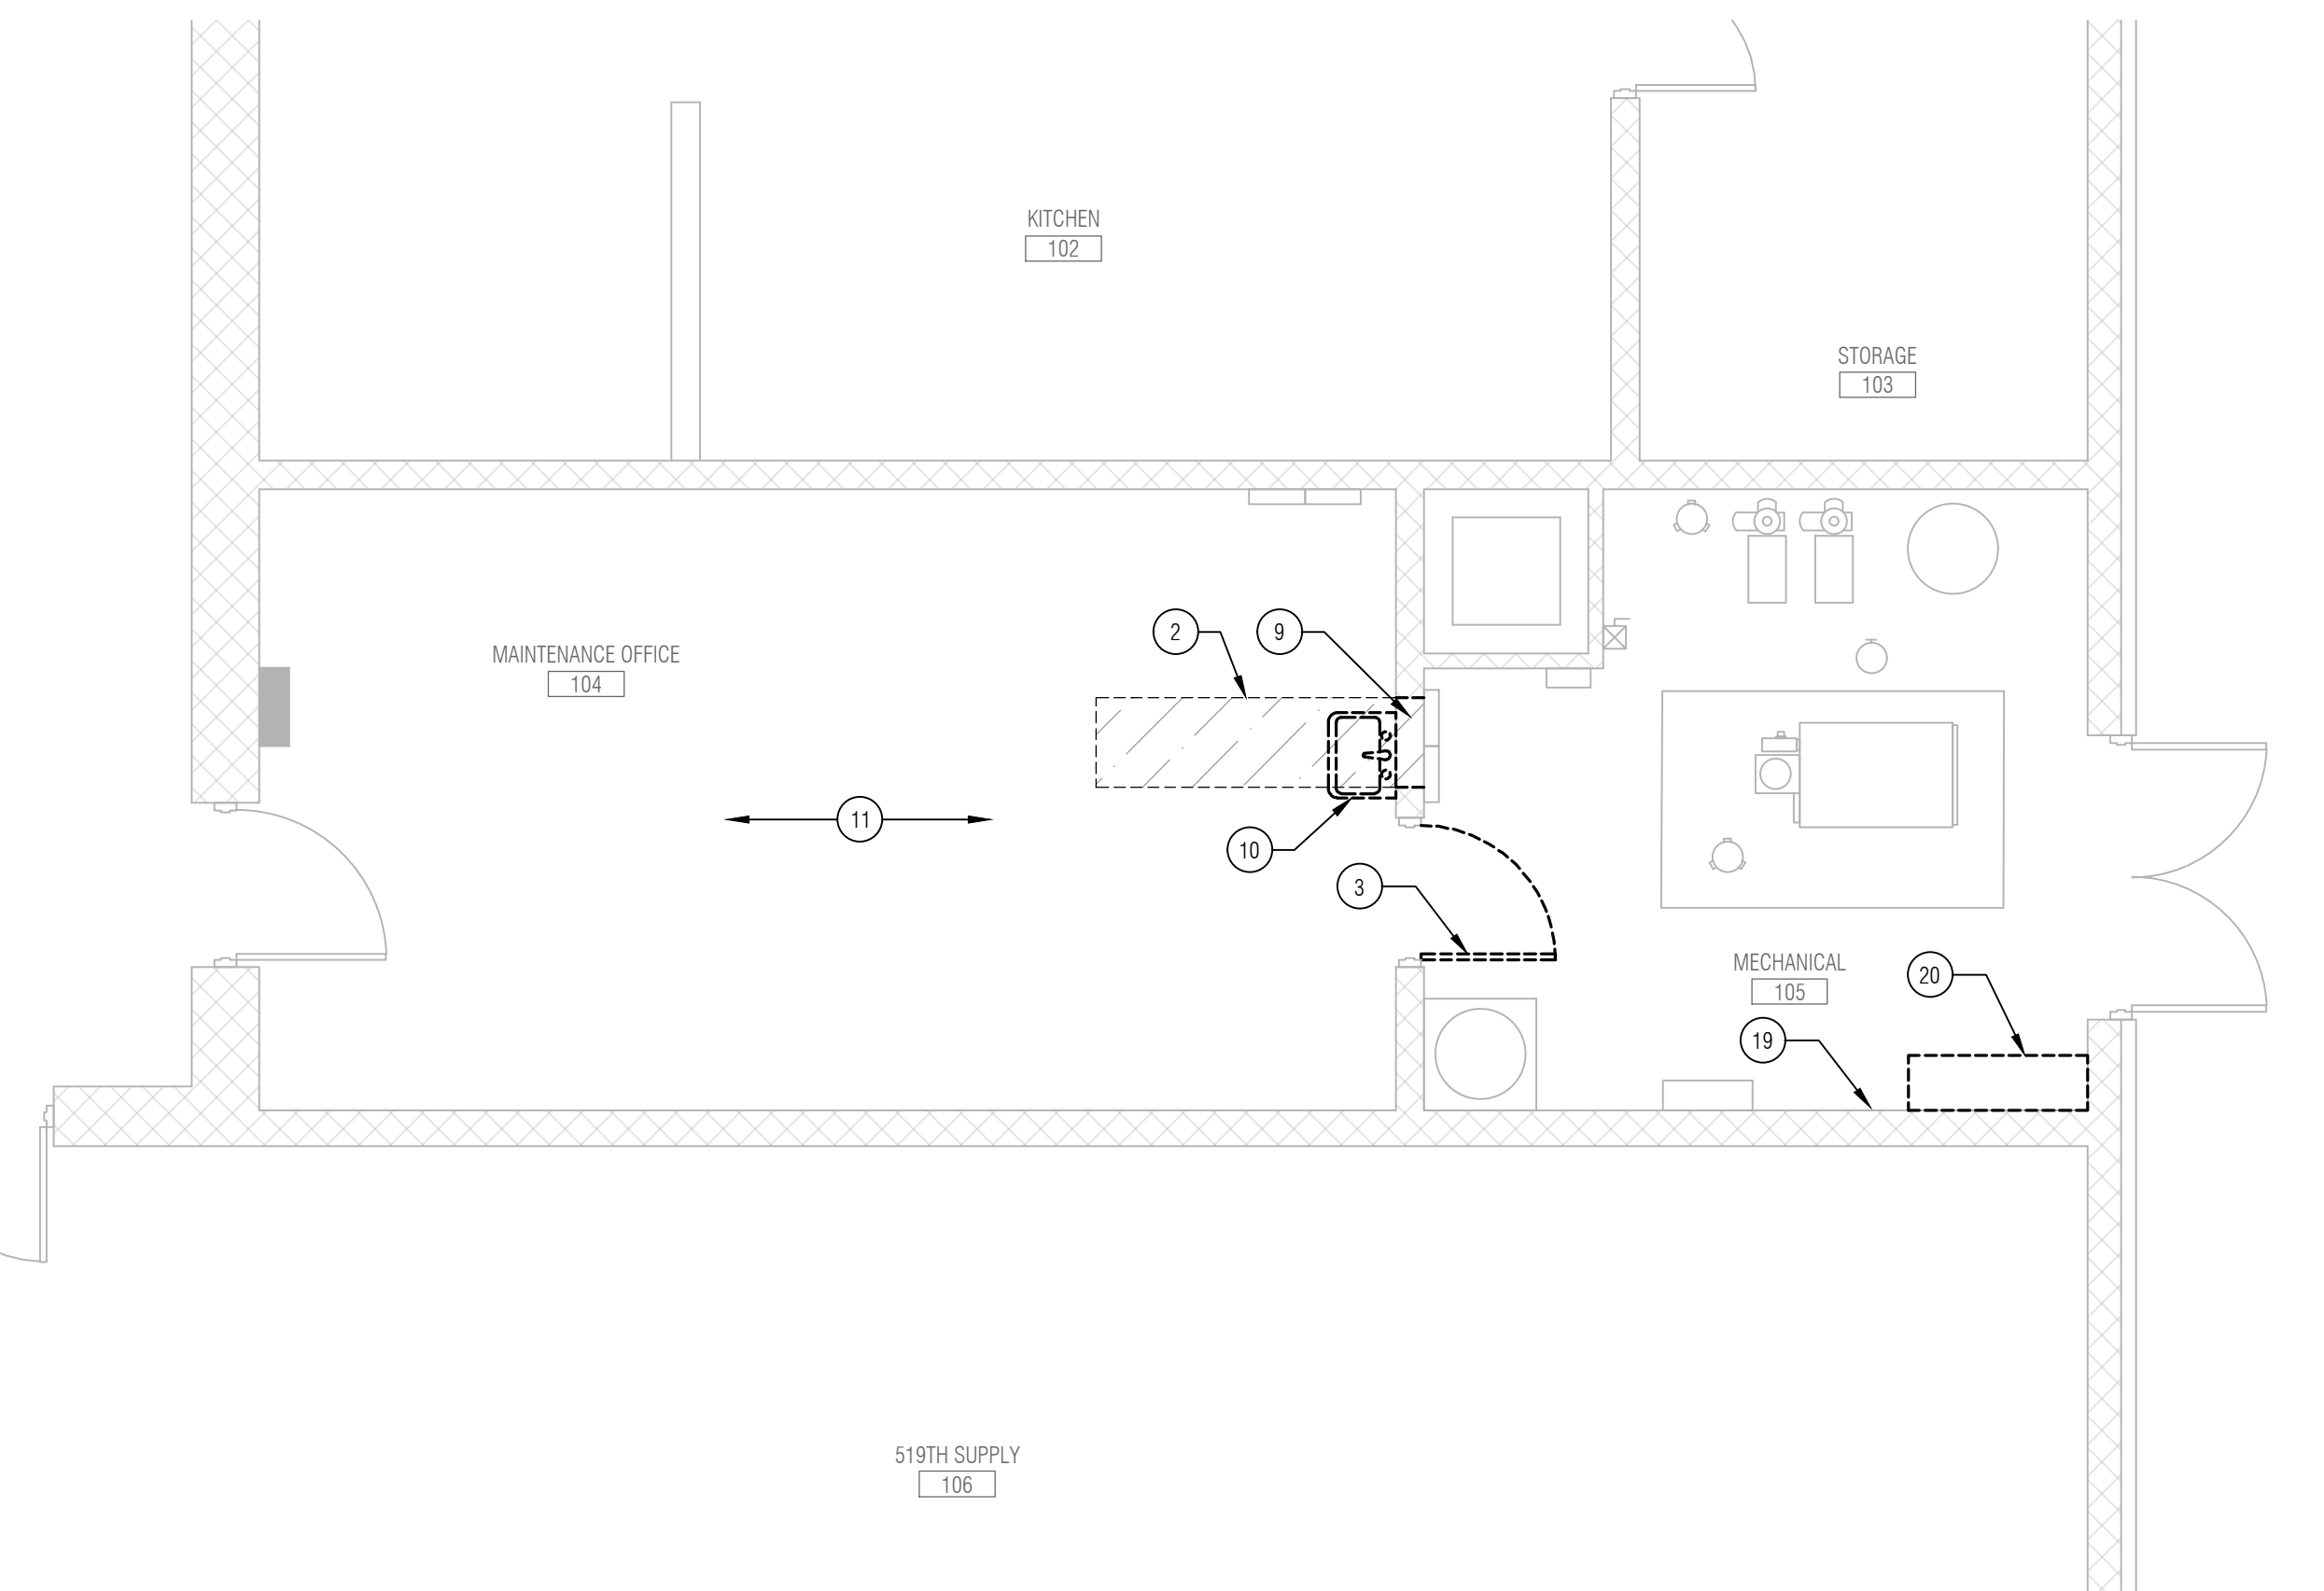 KITCHEN
102
STORAGE
103
2
9
MAINTENANCE OFFICE
104
11
10
3
MECHANICAL
105
20
19
519TH SUPPLY
106